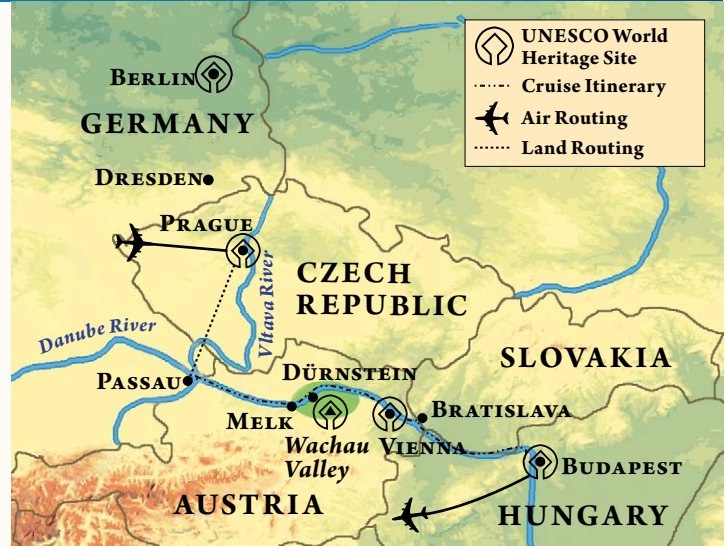 UNESCO World
Heritage Site
Cruise Itinerary
Air Routing
Land Routing
BERLIN
GERMANY
DRESDEN
PRAGUE
CZECH
REPUBLIC
Vltava River
Danube River
SLOVAKIA
PASSAU
DÜRNSTEIN
MELK
BRATISLAVA
Wachau
Valley
VIENNA
BUDAPEST
AUSTRIA
HUNGARY